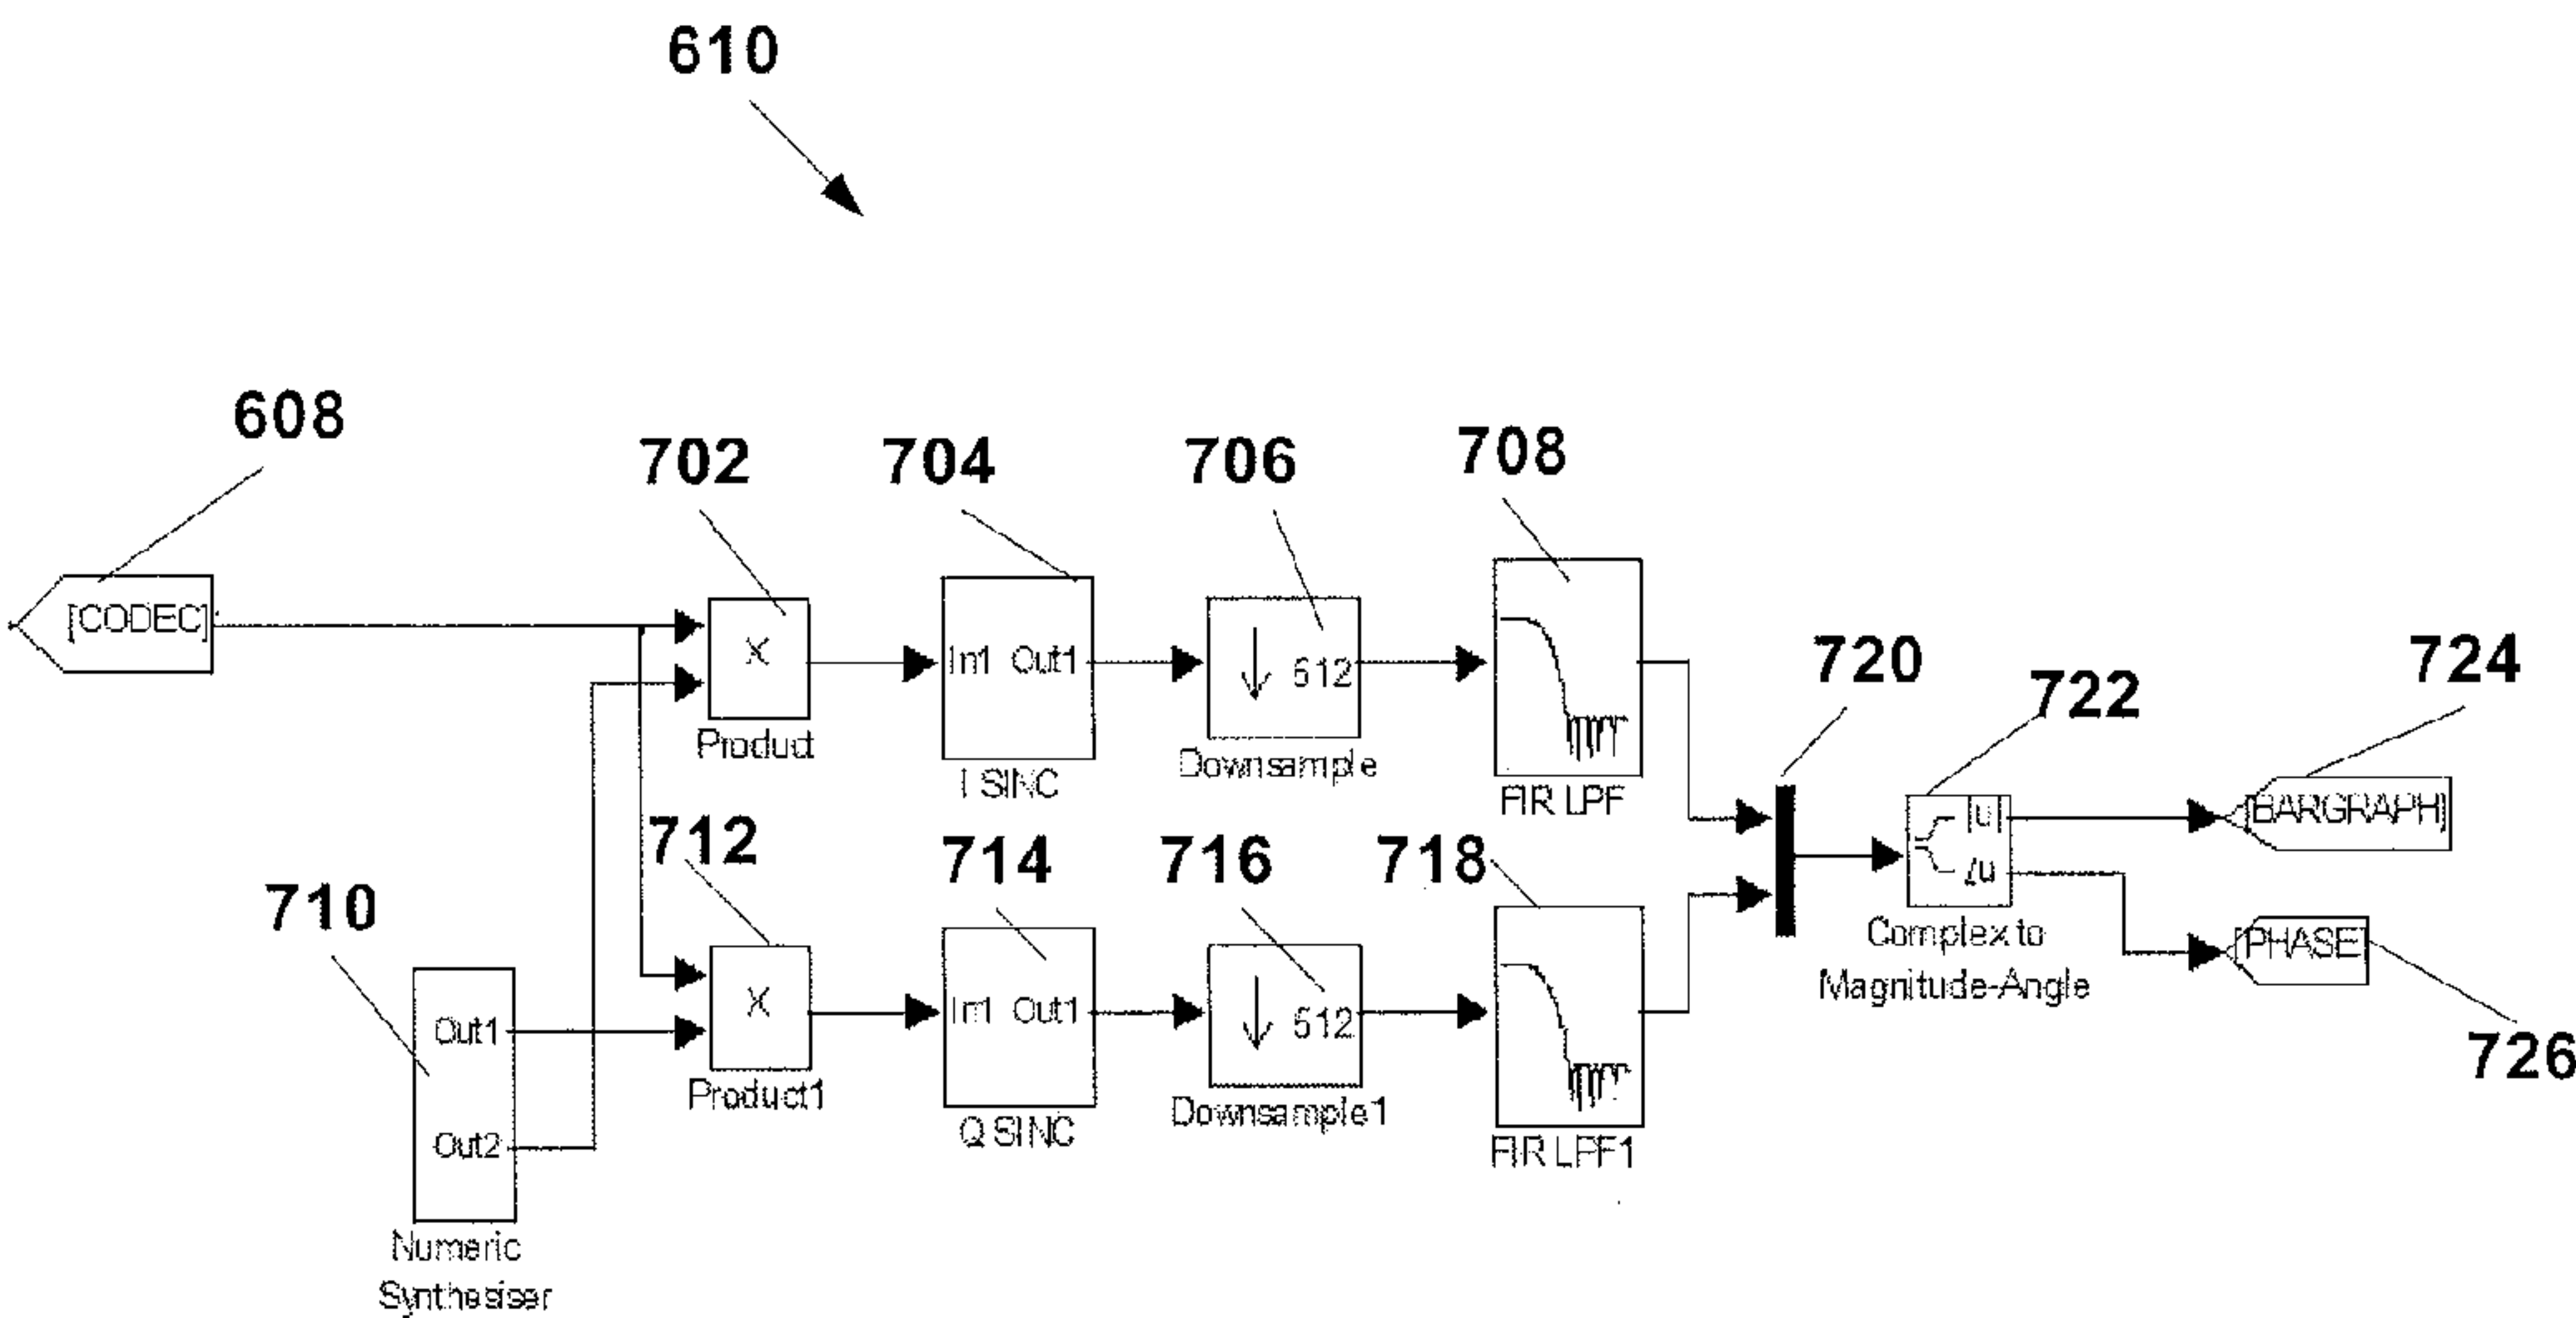 610
608
702
704
706
708
[CODEC]
X
In1 Out1
512
Product
I SINC
Downsample
FIR LPF
720
722
724
|u|
∠u
[BARGRAPH]
Complex to
Magnitude-Angle
[PHASE]
726
710
712
714
716
718
Out1
Out2
X
In1 Out1
512
Product1
Q SINC
Downsample1
FIR LPF1
Numeric
Synthesiser